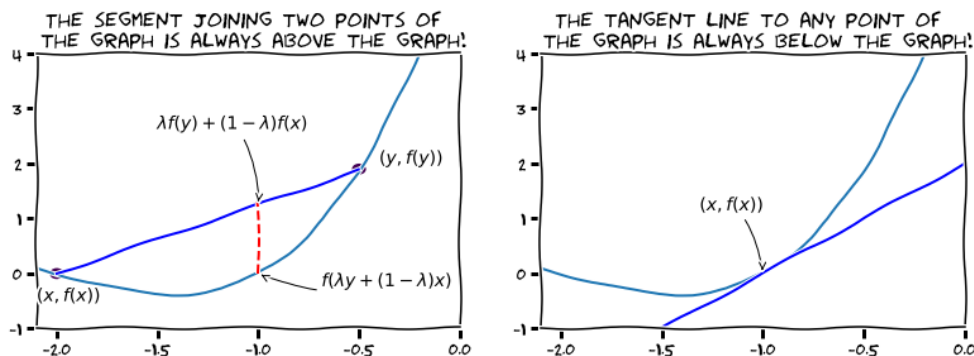 THE SEGMENT JOINING TWO POINTS OF
THE GRAPH IS ALWAYS ABOVE THE GRAPH!
4
3
2
1
0
-1
λf(y) + (1 − λ)f(x)
(y, f(y))
(x, f(x))
f(λy + (1 − λ)x)
-2.0
-1.5
-1.0
-0.5
0.0
THE TANGENT LINE TO ANY POINT OF
THE GRAPH IS ALWAYS BELOW THE GRAPH!
4
3
2
1
0
-1
(x, f(x))
-2.0
-1.5
-1.0
-0.5
0.0